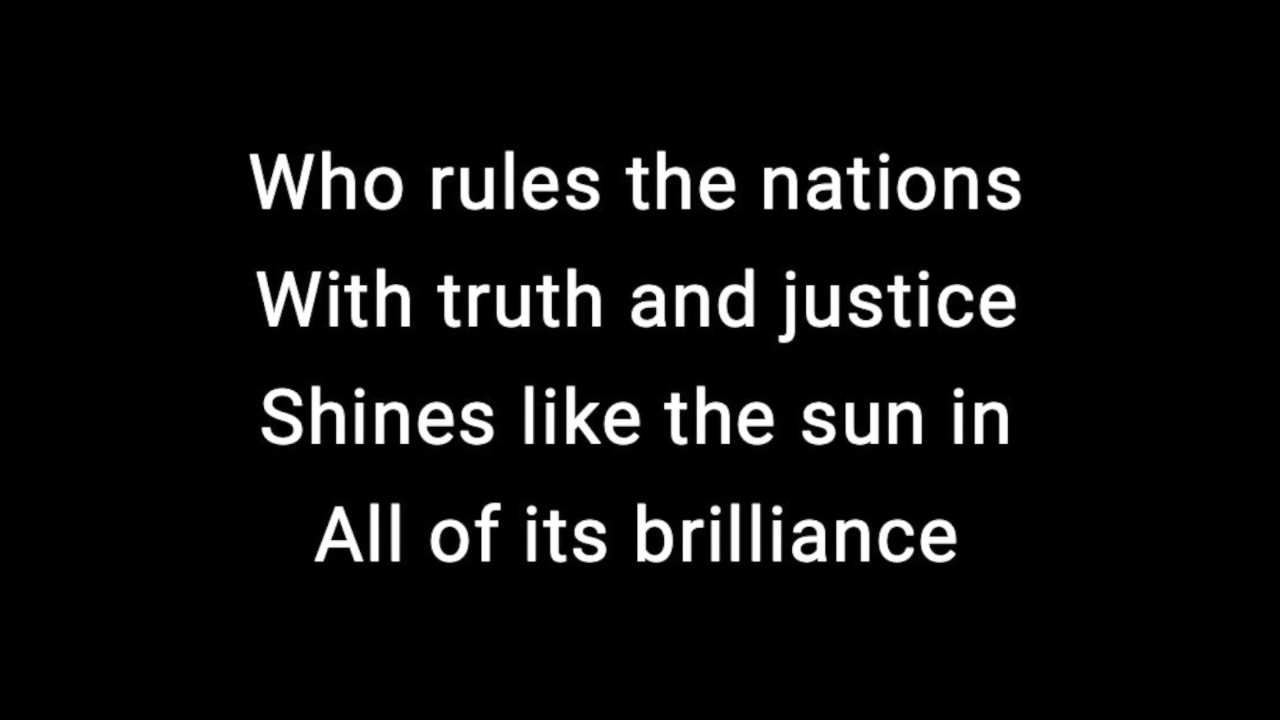 Who rules the nations
With truth and justice
Shines like the sun in
All of its brilliance